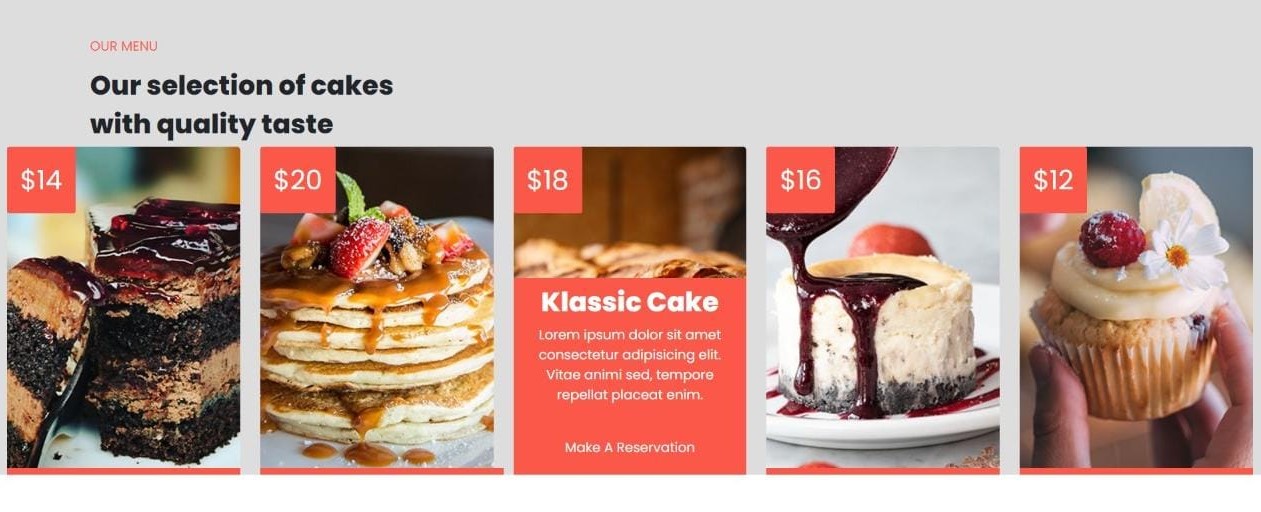 OUR MENU
Our selection of cakes
with quality taste
$14
$20
$18
$16
$12
Klassic Cake
Lorem ipsum dolor sit amet
consectetur adipisicing elit.
Vitae animi sed, tempore
repellat placeat enim.
Make A Reservation